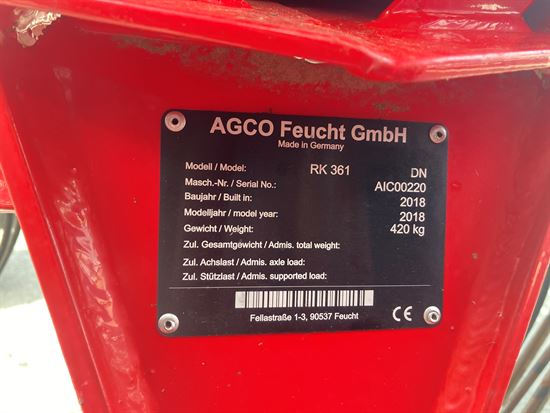 AGCO Feucht GmbH
Made in Germany
Modell / Model: RK 361 DN
Masch.-Nr. / Serial No.: AIC00220
Baujahr / Built in: 2018
Modelljahr / model year: 2018
Gewicht / Weight: 420 kg
Zul. Gesamtgewicht / Admis. total weight:
Zul. Achslast / Admis. axle load:
Zul. Stützlast / Admis. supported load:
Fellastraße 1-3, 90537 Feucht CE